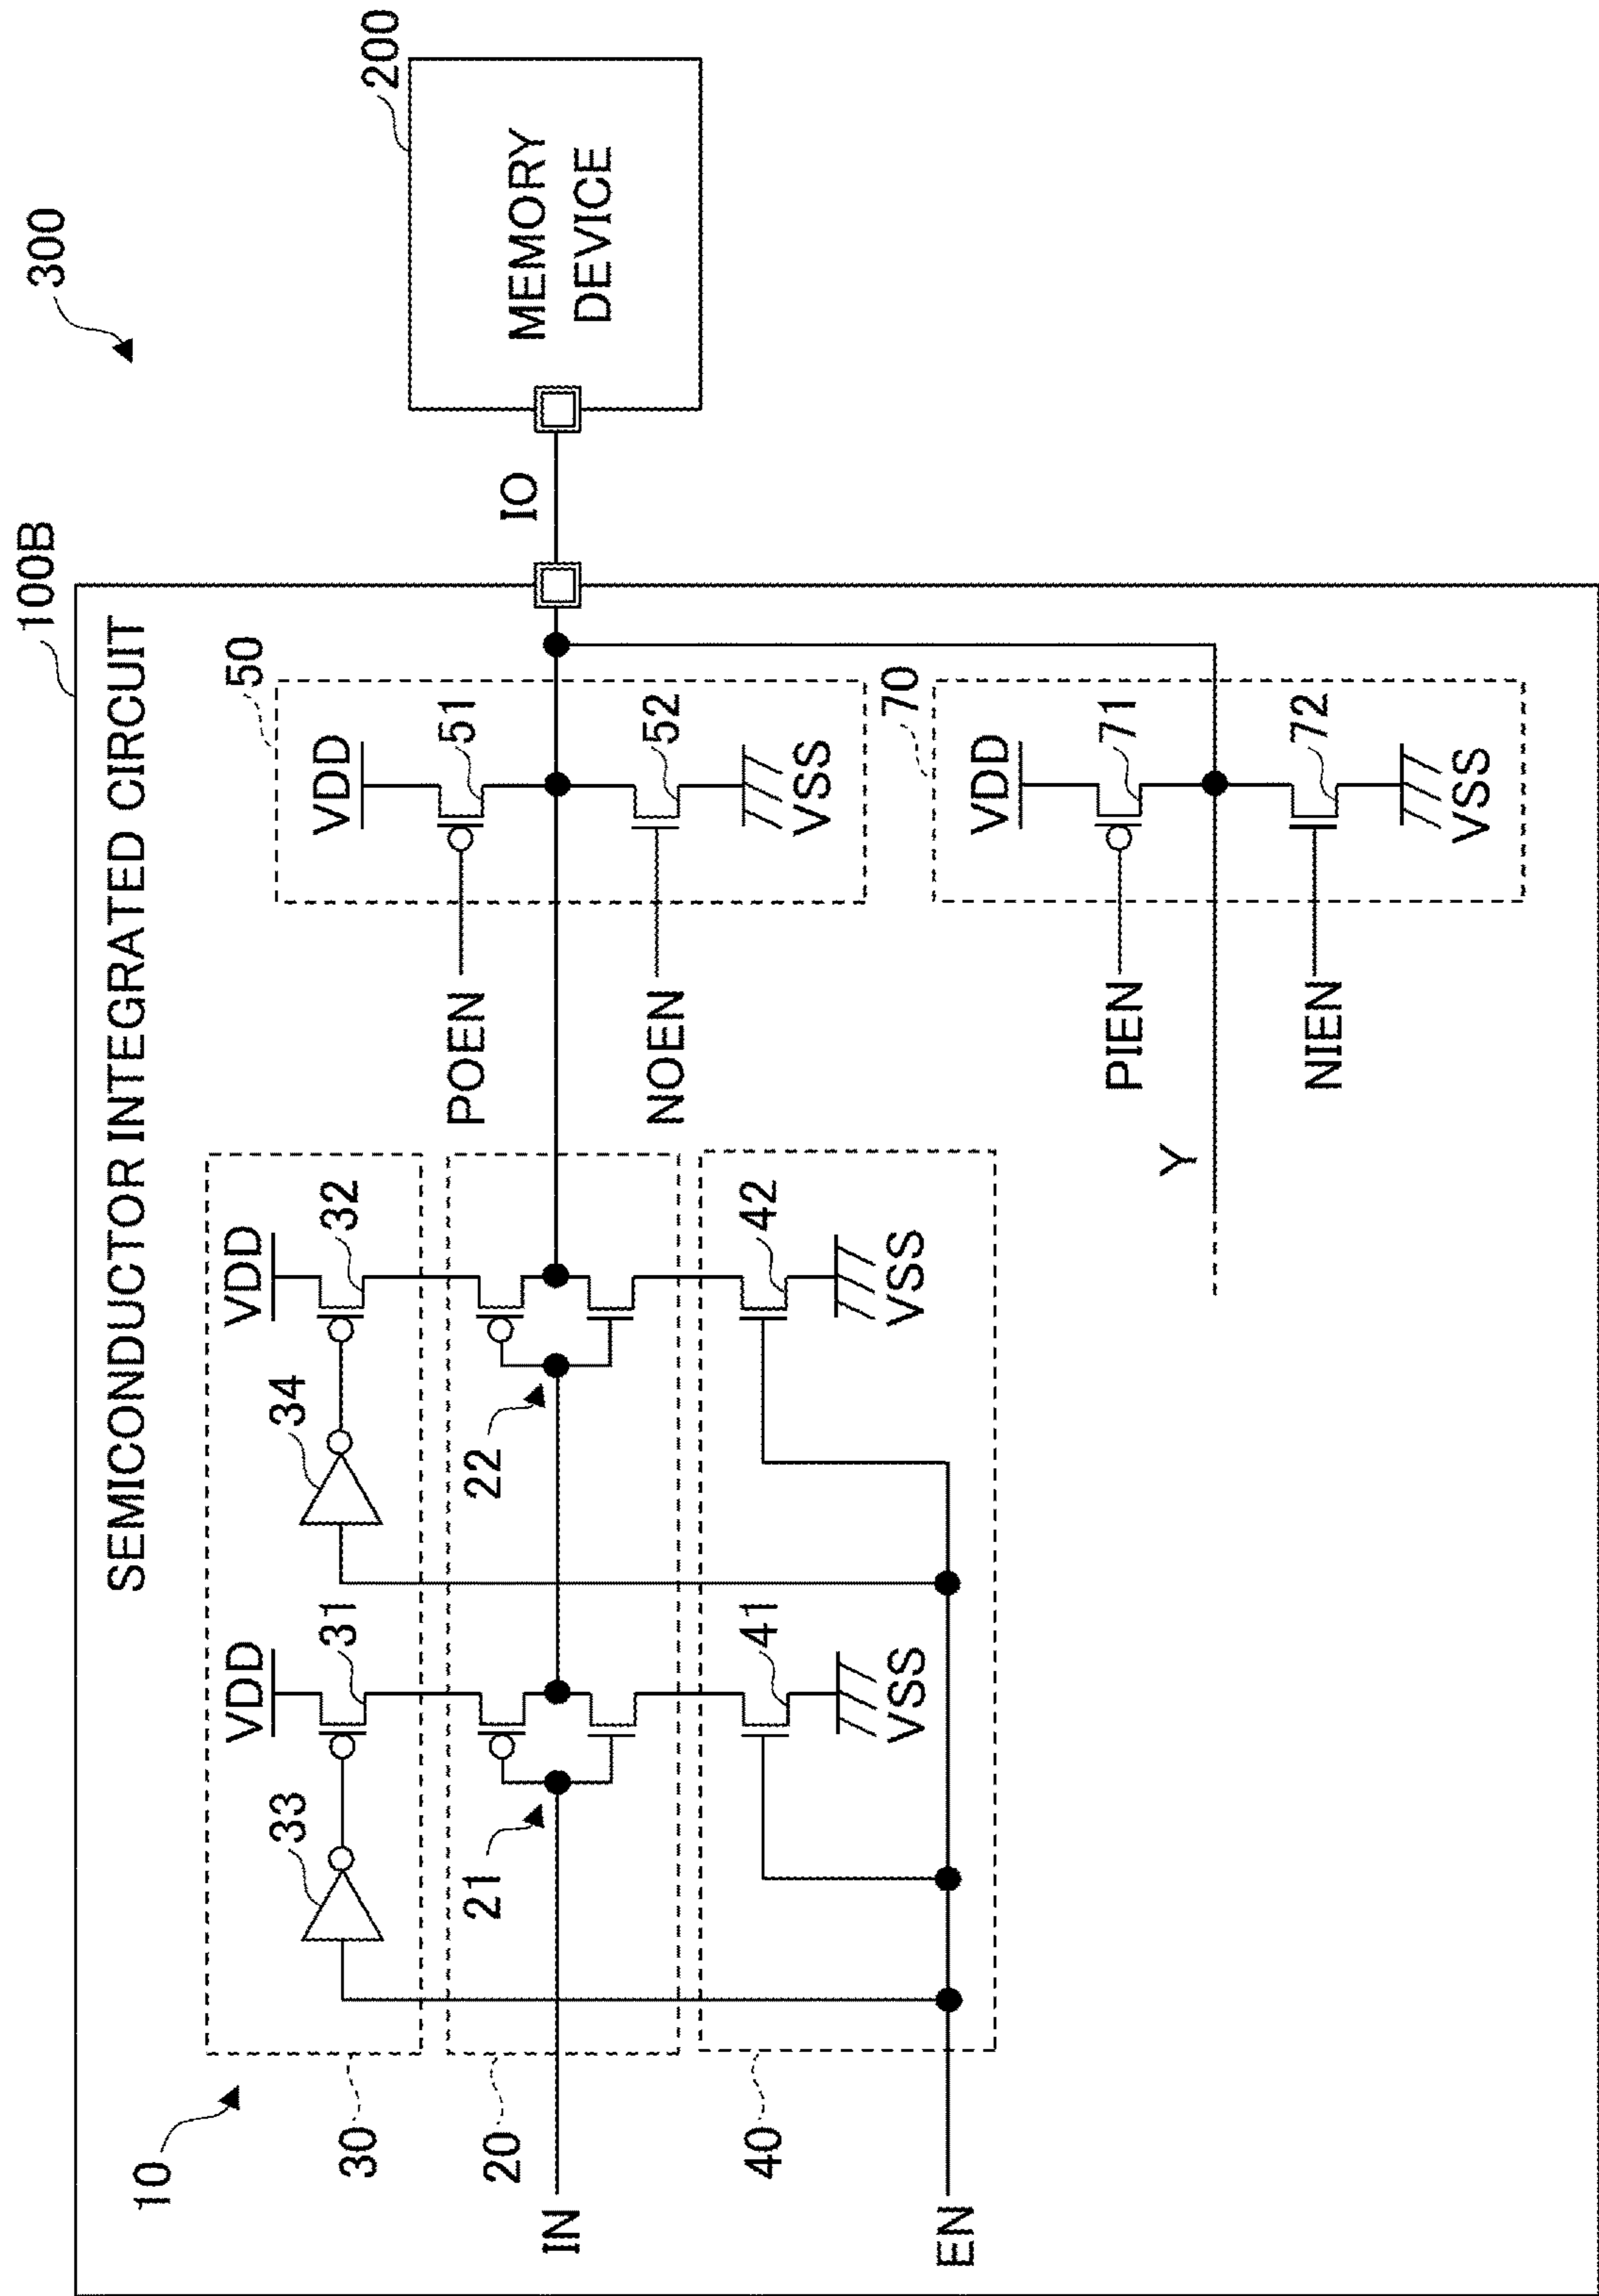 300
100B
200
SEMICONDUCTOR INTEGRATED CIRCUIT
MEMORY
DEVICE
IO
10
30
33
VDD
31
34
VDD
32
50
VDD
51
POEN
20
21
22
IN
52
NOEN
VSS
40
41
VSS
42
VSS
EN
70
VDD
71
PIEN
Y
72
NIEN
VSS